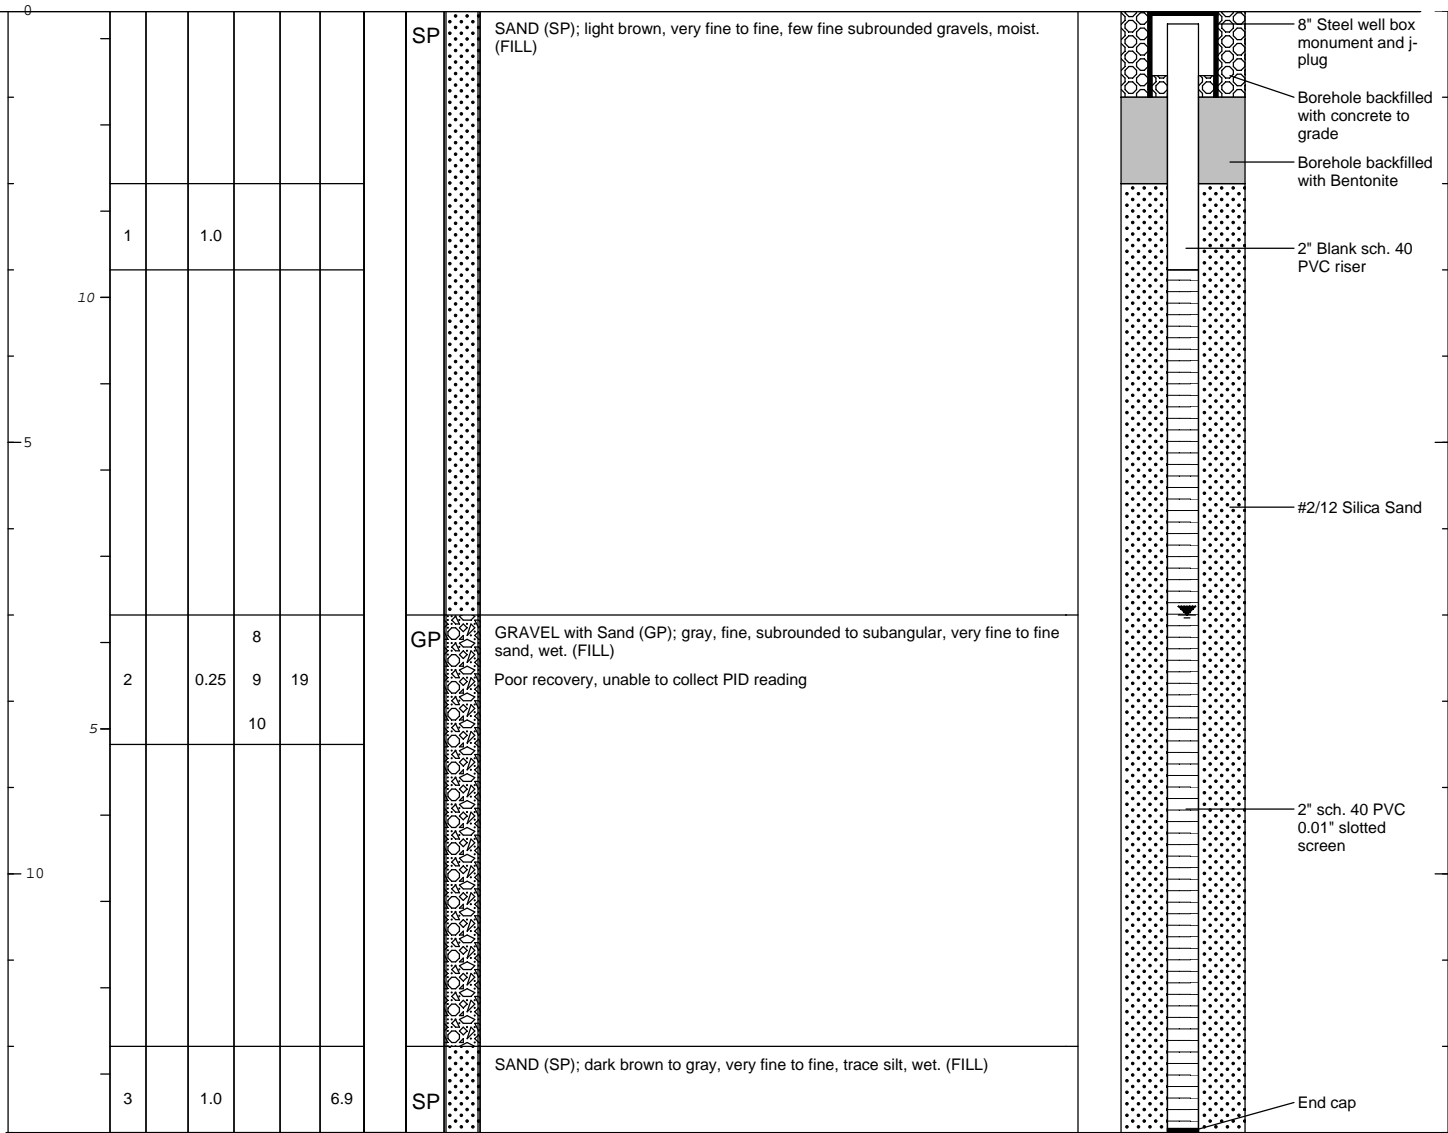 0
SP
SAND (SP); light brown, very fine to fine, few fine subrounded gravels, moist.
(FILL)
8" Steel well box
monument and j-
plug
Borehole backfilled
with concrete to
grade
Borehole backfilled
with Bentonite
1 1.0
2" Blank sch. 40
PVC riser
10
5
#2/12 Silica Sand
GP
GRAVEL with Sand (GP); gray, fine, subrounded to subangular, very fine to fine
sand, wet. (FILL)
8
2 0.25 9 19
Poor recovery, unable to collect PID reading
10
5
2" sch. 40 PVC
0.01" slotted
screen
10
SAND (SP); dark brown to gray, very fine to fine, trace silt, wet. (FILL)
3 1.0 6.9
SP
End cap